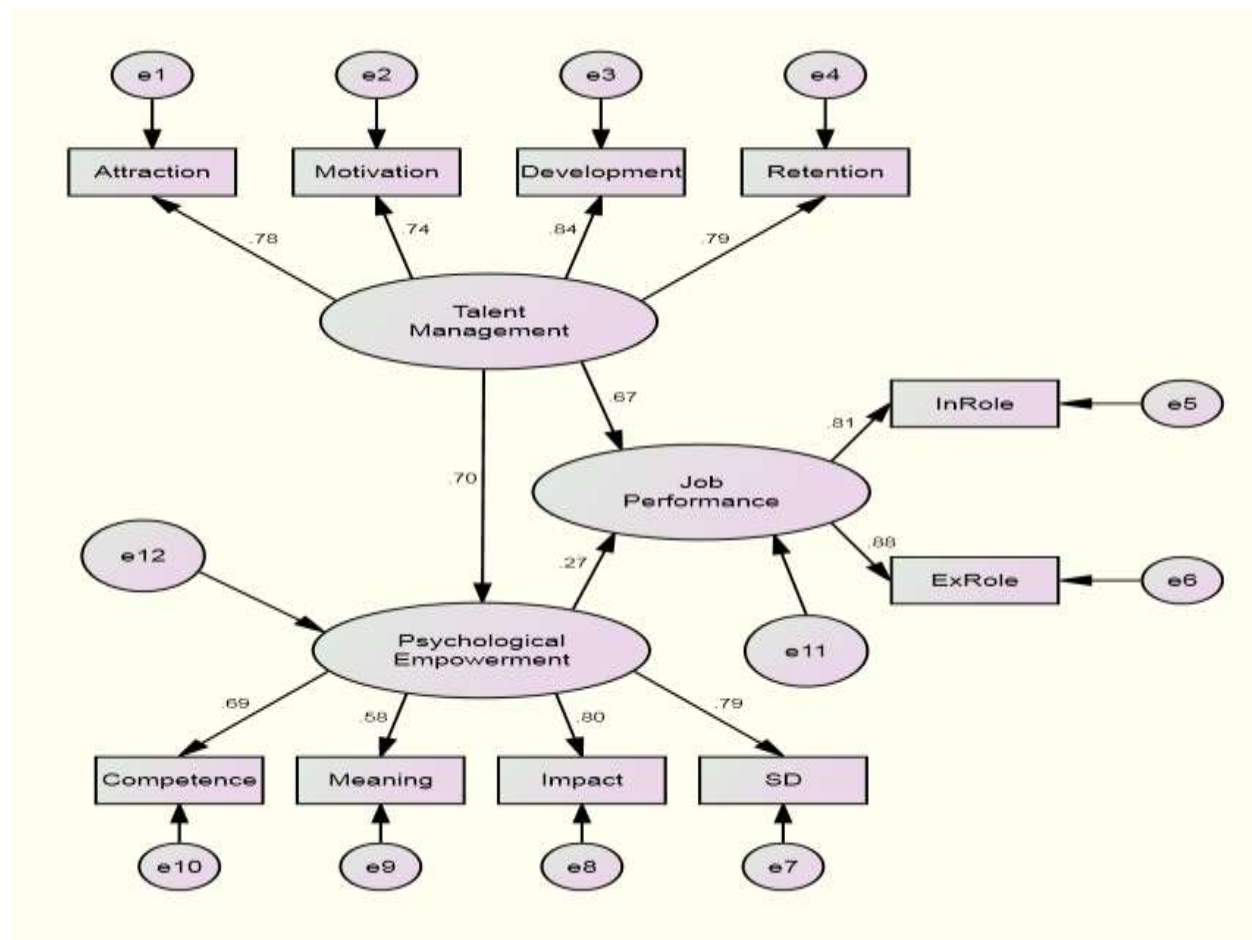 e1
e2
e3
e4
Attraction
Motivation
Development
Retention
.78
.74
.84
.79
Talent
Management
.67
InRole
e5
.81
.70
Job
Performance
e12
.27
.88
ExRole
e6
Psychological
Empowerment
e11
.69
.58
.80
.79
Competence
Meaning
Impact
SD
e10
e9
e8
e7